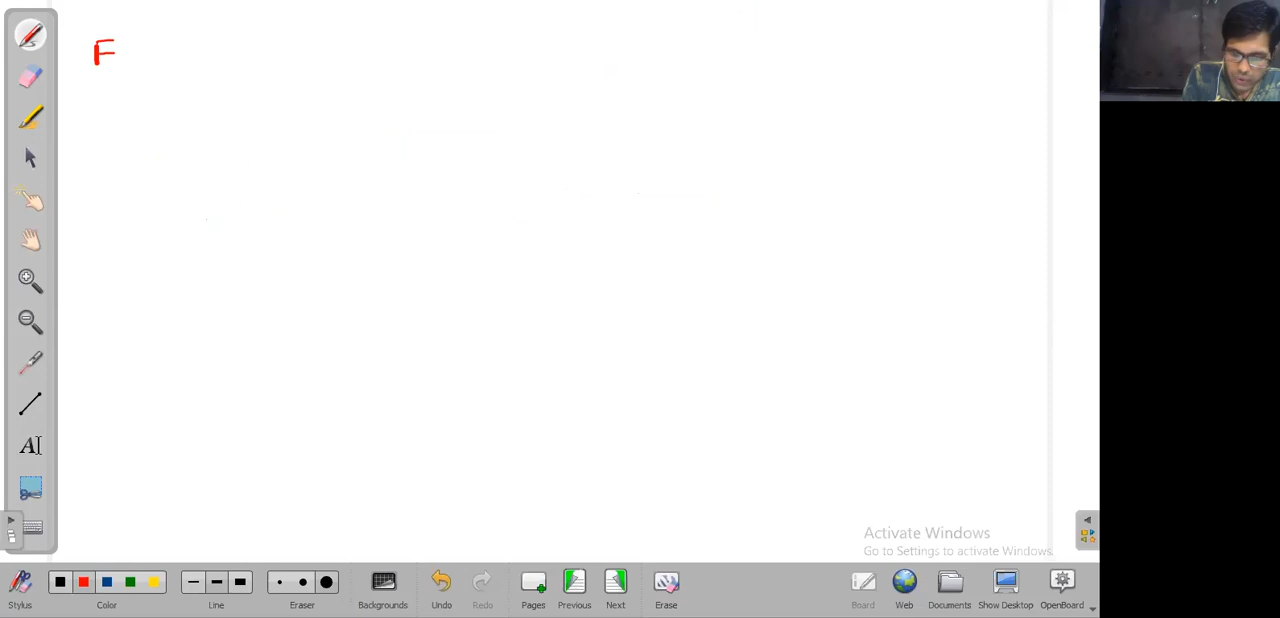 F
Activate Windows
Go to Settings to activate Windows.
A
Stylus
Color
Line
Eraser
Backgrounds
Undo
Redo
Pages
Previous
Next
Erase
Board
Web
Documents
Show Desktop
OpenBoard